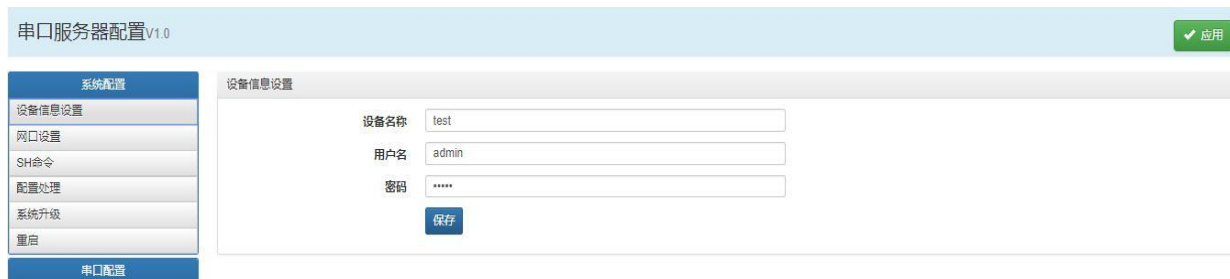 串口服务器配置V1.0
应用
系统配置
设备信息设置
网口设置
SH命令
配置处理
系统升级
重启
串口配置
设备信息设置
设备名称 test
用户名 admin
密码 •••••
保存